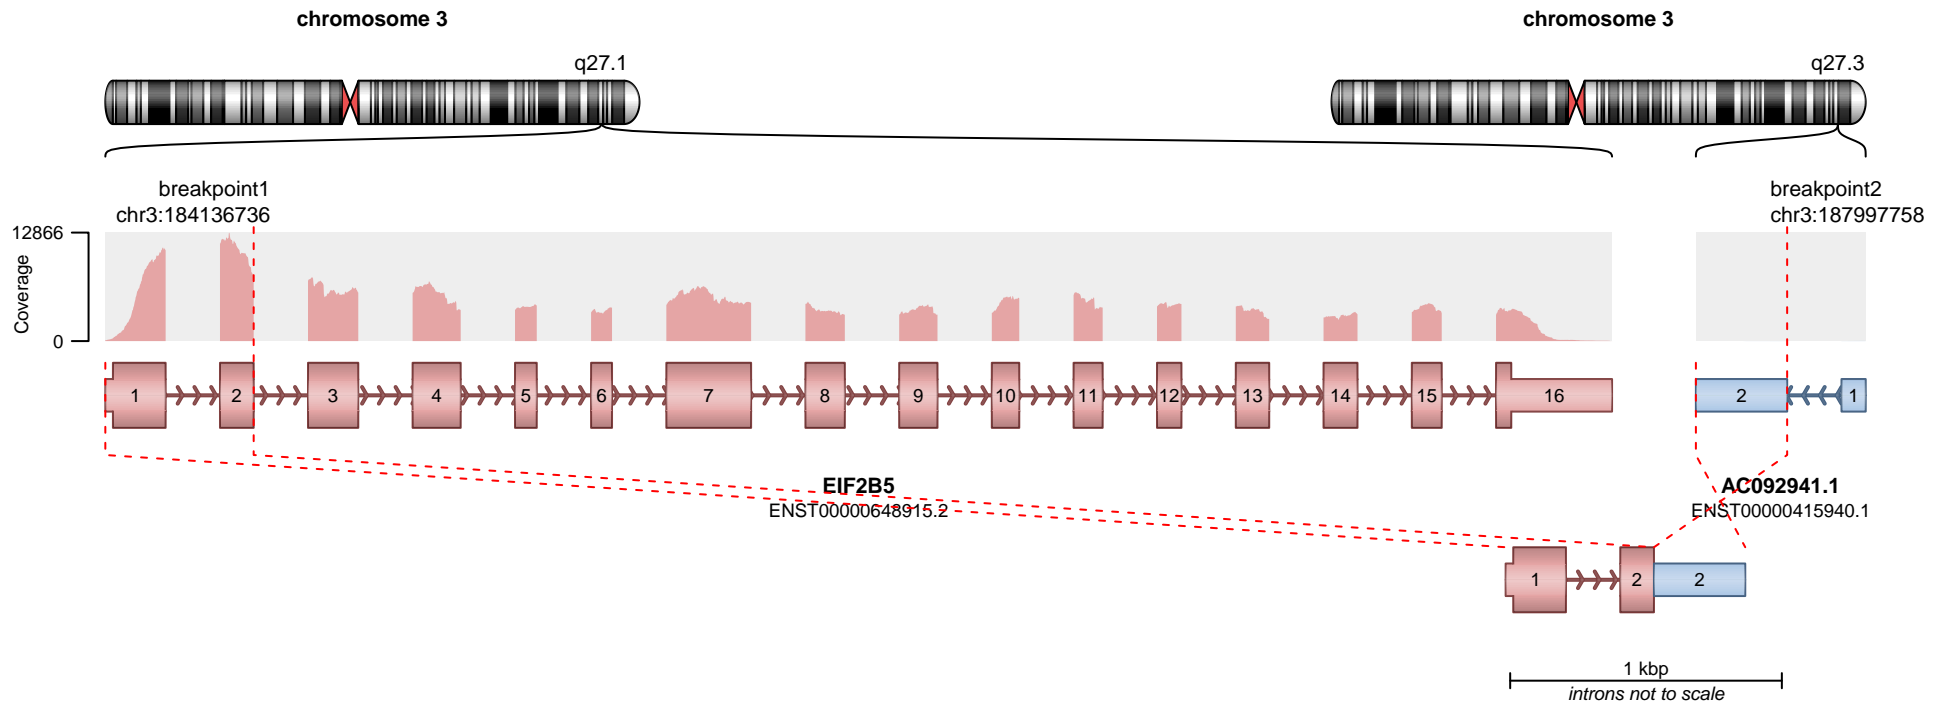 chromosome 3
chromosome 3
q27.1
q27.3
breakpoint1
chr3:184136736
breakpoint2
chr3:187997758
12866
Coverage
0
1 2 3 4 5 6 7 8 9 10 11 12 13 14 15 16 2 1
EIF2B5
ENST00000648915.2
AC092941.1
ENST00000415940.1
1 2 2
1 kbp
introns not to scale